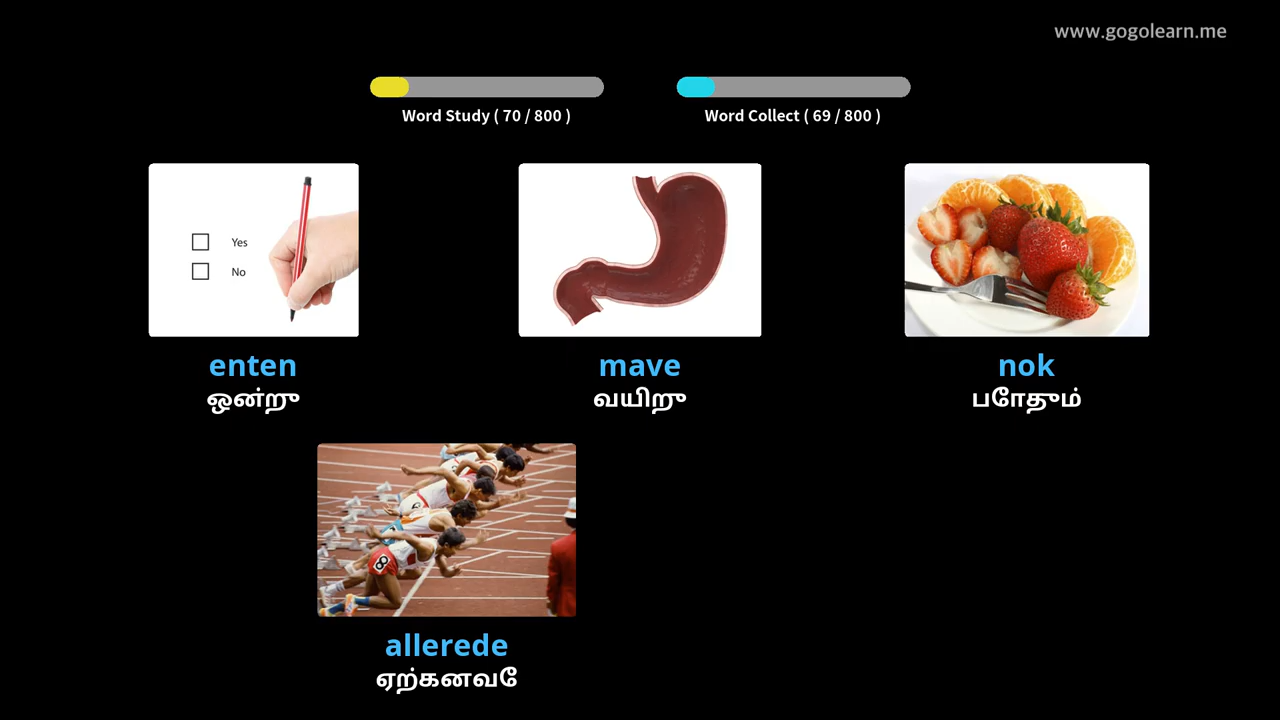 www.gogolearn.me
Word Study ( 70 / 800 )
Word Collect ( 69 / 800 )
Yes
No
enten
ஒன்று
mave
வயிறு
nok
போதும்
8
allerede
ஏற்கனவே